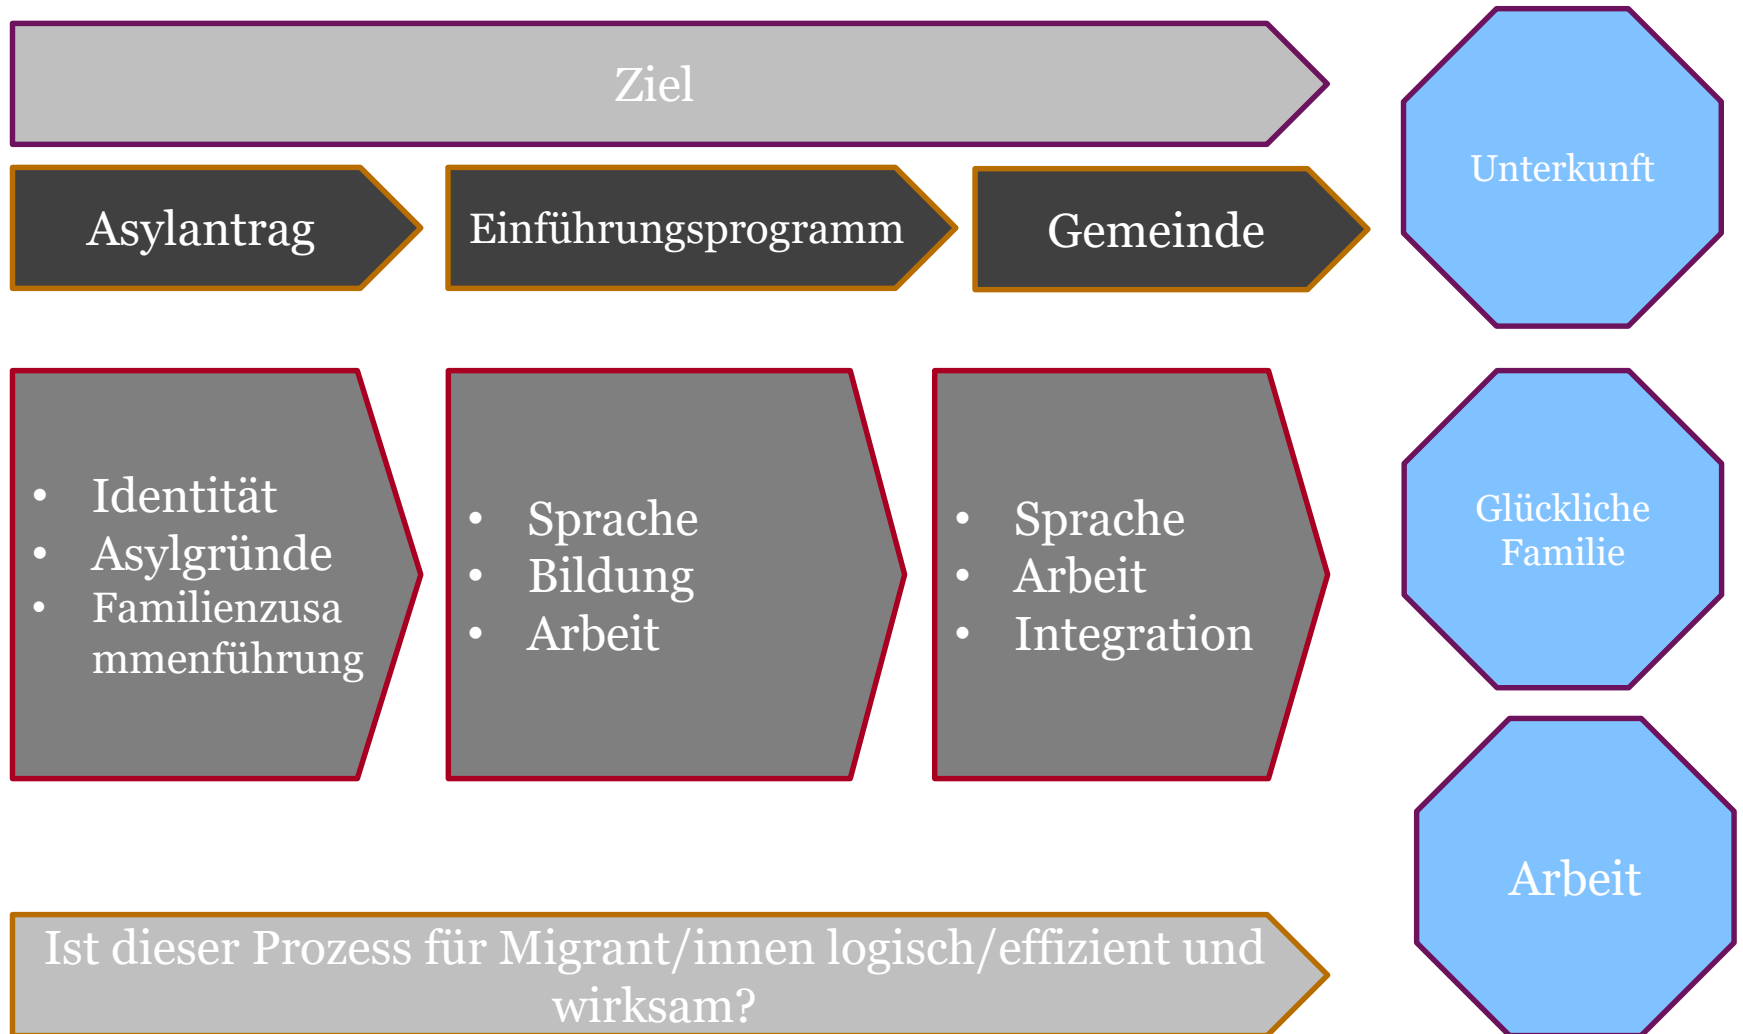 Ziel
Asylantrag
Einführungsprogramm
Gemeinde
Unterkunft
• Identität
• Asylgründe
• Familienzusa
mmenführung
• Sprache
• Bildung
• Arbeit
• Sprache
• Arbeit
• Integration
Glückliche
Familie
Arbeit
Ist dieser Prozess für Migrant/innen logisch/effizient und
wirksam?